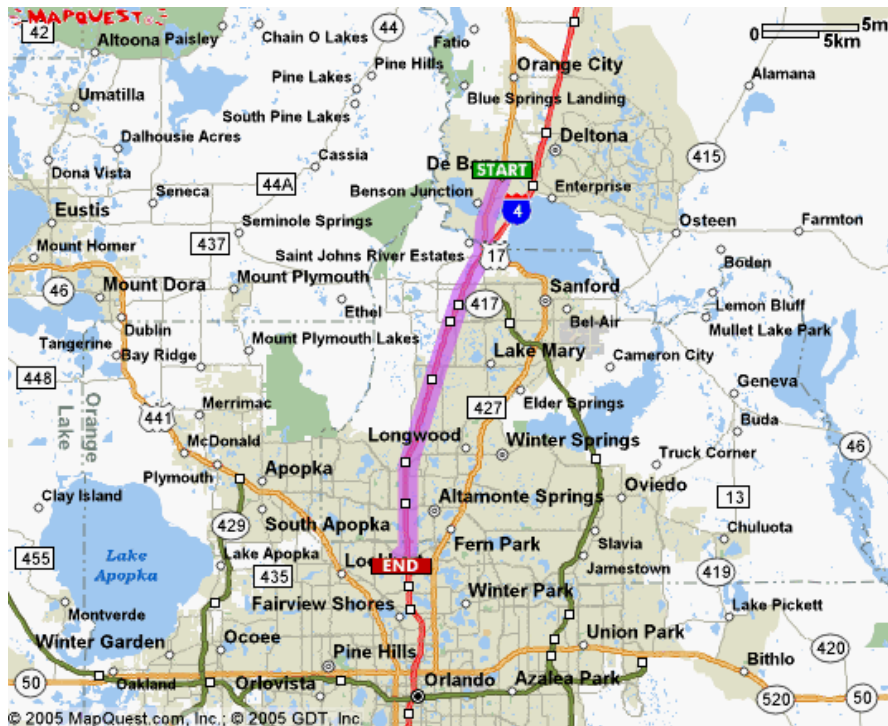 MAPQUEST
5mi
0
5km
42
Altoona
Paisley
Chain O Lakes
44
Fatio
Pine Lakes
Pine Hills
Orange City
Alamana
Umatilla
South Pine Lakes
Blue Springs Landing
Dalhousie Acres
Deltona
Cassia
415
Dona Vista
De Bary
START
44A
Benson Junction
Enterprise
Seneca
4
Eustis
Seminole Springs
Osteen
Farmton
437
Mount Homer
Saint Johns River Estates
17
Boden
46
Mount Dora
Mount Plymouth
Sanford
Ethel
417
Lemon Bluff
Bel-Air
Mullet Lake Park
Dublin
Tangerine
Mount Plymouth Lakes
Bay Ridge
Lake Mary
Cameron City
448
Geneva
Lake
Orange
441
Merrimac
427
Elder Springs
Buda
Longwood
Winter Springs
46
McDonald
Truck Corner
Plymouth
Apopka
Oviedo
13
Clay Island
Altamonte Springs
South Apopka
429
Chuluota
Fern Park
Slavia
455
Lake Apopka
Lake Apopka
END
Jamestown
435
419
Montverde
Fairview Shores
Winter Park
Lake Pickett
Winter Garden
Ocoee
Union Park
420
Pine Hills
Bithlo
50
Oakland
Orlovista
Orlando
Azalea Park
520
50
© 2005 MapQuest.com, Inc.; © 2005 GDT, Inc.